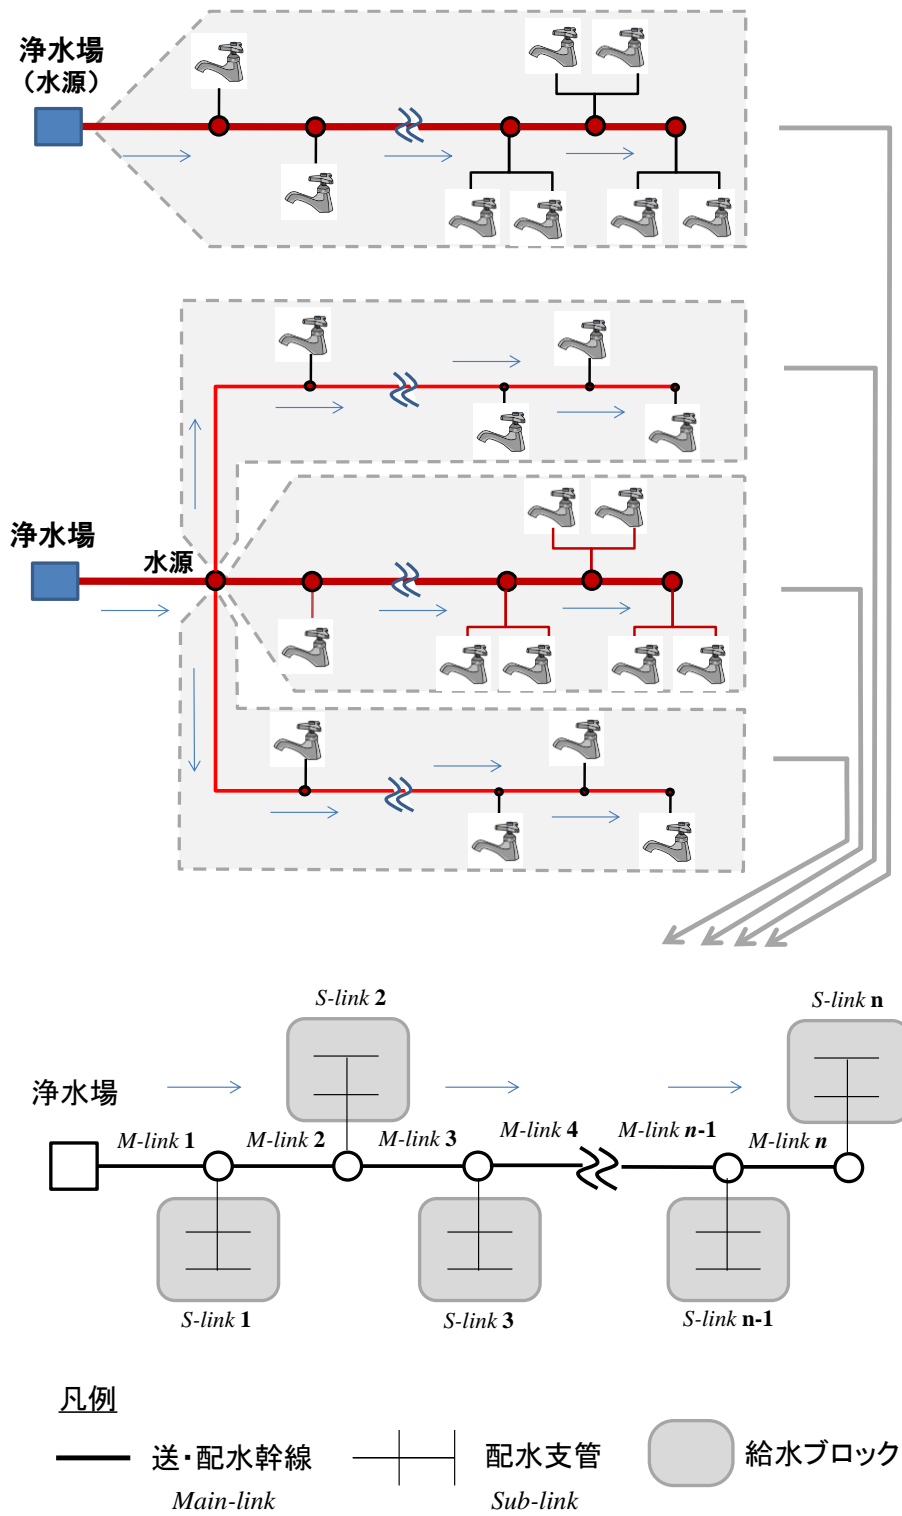 浄水場
（水源）
浄水場
水源
S-link 2
S-link n
浄水場
M-link 1
M-link 2
M-link 3
M-link 4
M-link n-1
M-link n
S-link 1
S-link 3
S-link n-1
凡例
送・配水幹線
Main-link
配水支管
Sub-link
給水ブロック